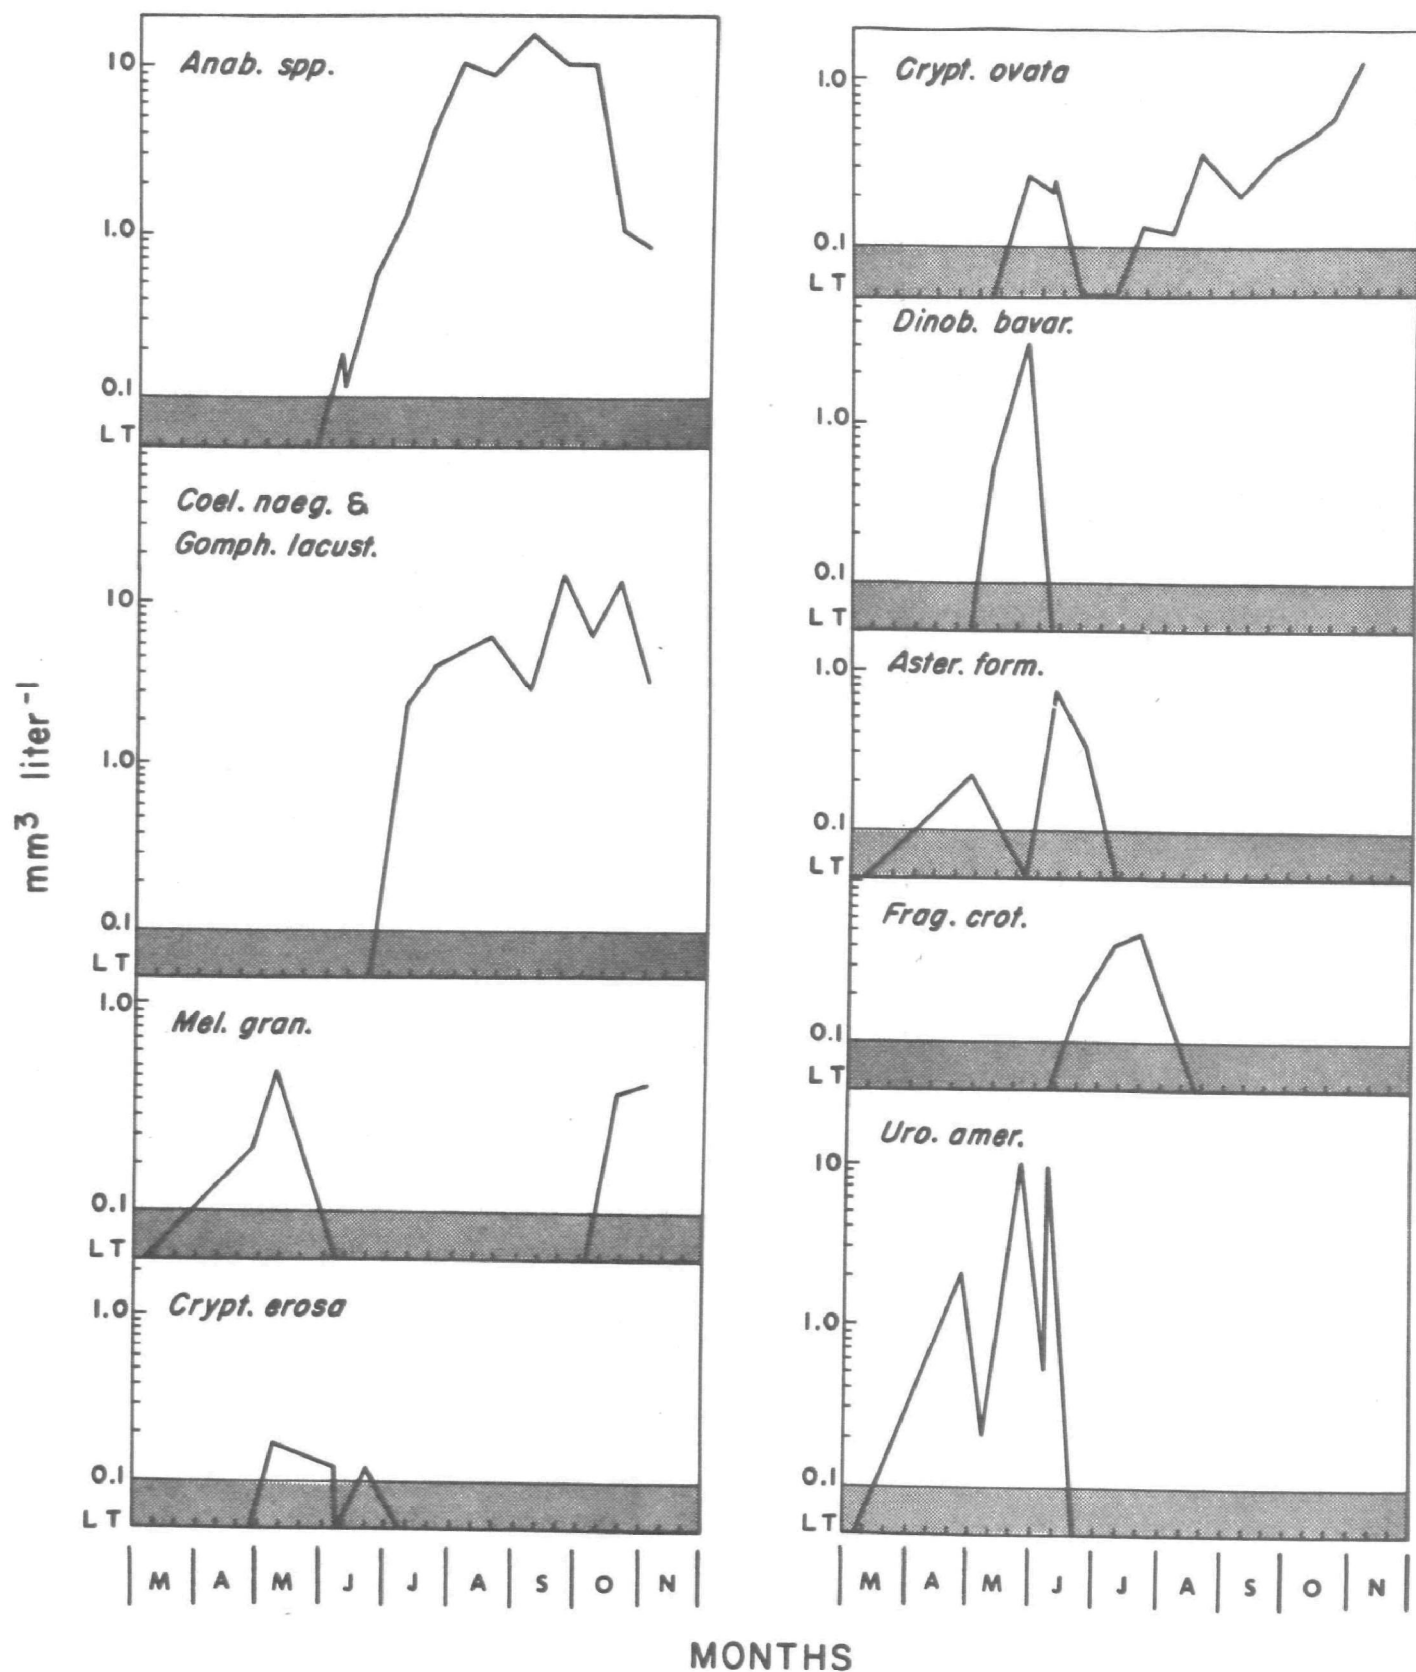 mm³ liter⁻¹
Anab. spp.
10
1.0
0.1
LT
Coel. naeg. &
Gomph. lacust.
10
1.0
0.1
LT
1.0
Mel. gran.
0.1
LT
Crypt. erosa
1.0
0.1
LT
M A M J J A S O N
Crypt. ovata
1.0
0.1
LT
Dinob. bavar.
1.0
0.1
LT
Aster. form.
1.0
0.1
LT
Frag. crot.
0.1
LT
Uro. amer.
10
1.0
0.1
LT
M A M J J A S O N
MONTHS